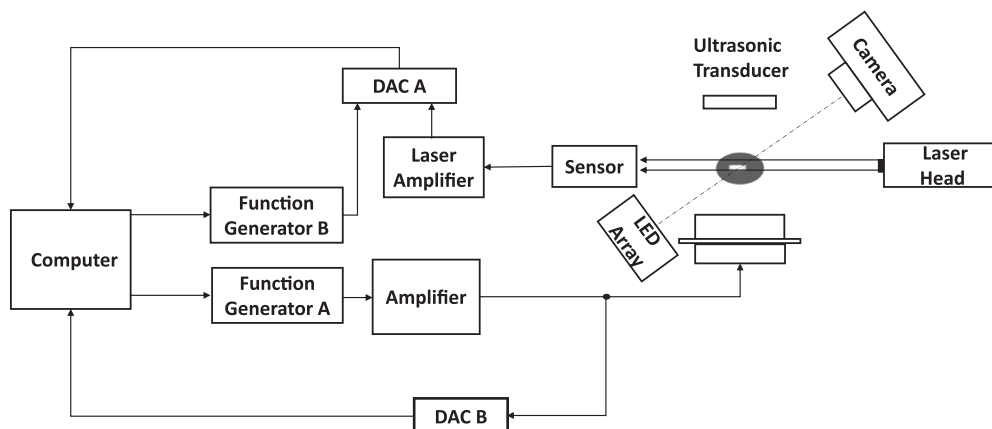 Ultrasonic
Transducer
Camera
DAC A
Laser
Amplifier
Sensor
Laser
Head
Function
Generator B
LED
Array
Computer
Function
Generator A
Amplifier
DAC B